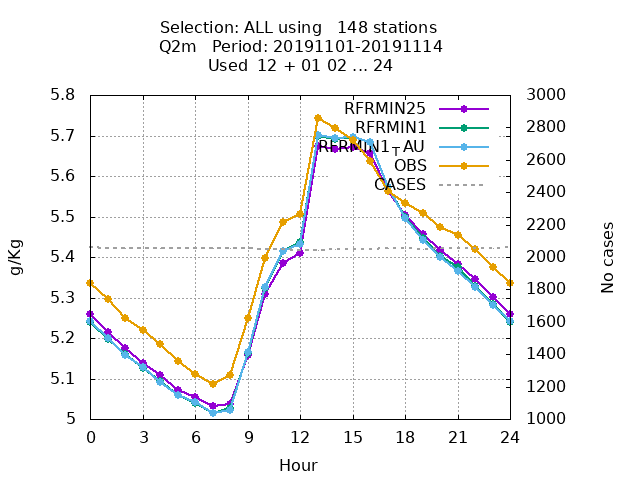 Selection: ALL using 148 stations
Q2m Period: 20191101-20191114
Used 12 + 01 02 ... 24
RFRMIN25
RFRMIN1
RFRMIN1_AU
OBS
CASES
g/Kg
5.8
5.7
5.6
5.5
5.4
5.3
5.2
5.1
5
3000
2800
2600
2400
2200
2000
1800
1600
1400
1200
1000
No cases
0 3 6 9 12 15 18 21 24
Hour